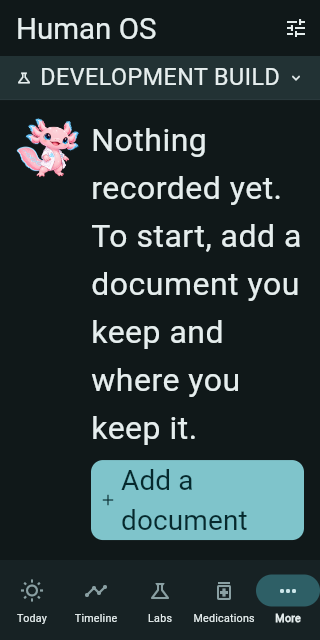 Human OS
DEVELOPMENT BUILD
Nothing
recorded yet.
To start, add a
document you
keep and
where you
keep it.
Add a
document
Today
Timeline
Labs
Medications
More